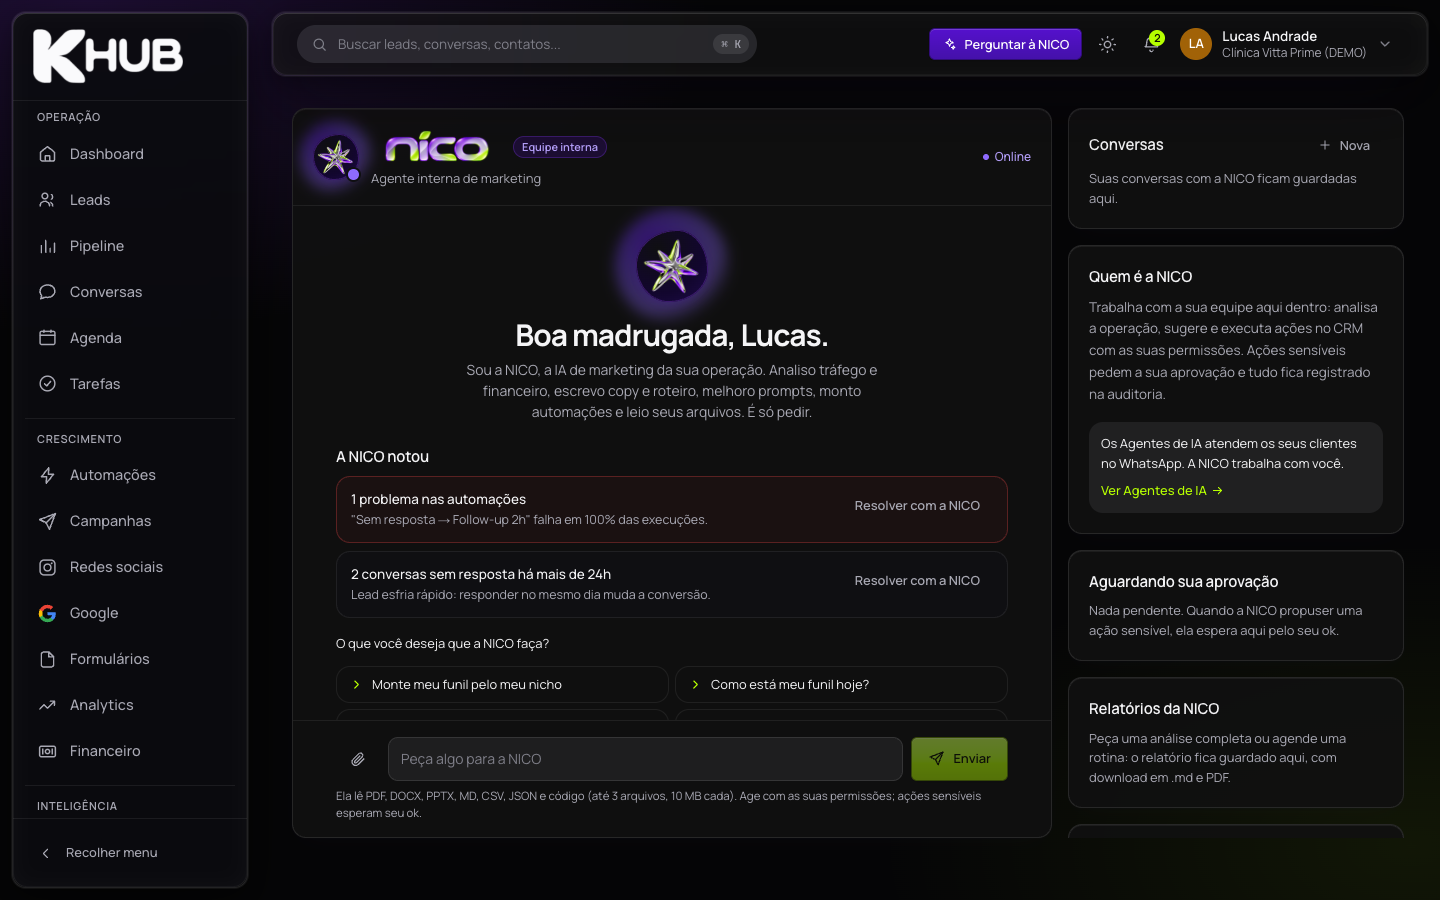 KHUB
OPERAÇÃO
Dashboard
Leads
Pipeline
Conversas
Agenda
Tarefas
CRESCIMENTO
Automações
Campanhas
Redes sociais
Google
Formulários
Analytics
Financeiro
INTELIGÊNCIA
Recolher menu
Buscar leads, conversas, contatos...
⌘ K
Perguntar à NICO
2
LA
Lucas Andrade
Clínica Vitta Prime (DEMO)
nico
Equipe interna
Agente interna de marketing
Online
Boa madrugada, Lucas.
Sou a NICO, a IA de marketing da sua operação. Analiso tráfego e
financeiro, escrevo copy e roteiro, melhoro prompts, monto
automações e leio seus arquivos. É só pedir.
A NICO notou
1 problema nas automações
"Sem resposta → Follow-up 2h" falha em 100% das execuções.
Resolver com a NICO
2 conversas sem resposta há mais de 24h
Lead esfria rápido: responder no mesmo dia muda a conversão.
Resolver com a NICO
O que você deseja que a NICO faça?
Monte meu funil pelo meu nicho
Como está meu funil hoje?
Peça algo para a NICO
Enviar
Ela lê PDF, DOCX, PPTX, MD, CSV, JSON e código (até 3 arquivos, 10 MB cada). Age com as suas permissões; ações sensíveis
esperam seu ok.
Conversas
Nova
Suas conversas com a NICO ficam guardadas
aqui.
Quem é a NICO
Trabalha com a sua equipe aqui dentro: analisa
a operação, sugere e executa ações no CRM
com as suas permissões. Ações sensíveis
pedem a sua aprovação e tudo fica registrado
na auditoria.
Os Agentes de IA atendem os seus clientes
no WhatsApp. A NICO trabalha com você.
Ver Agentes de IA →
Aguardando sua aprovação
Nada pendente. Quando a NICO propuser uma
ação sensível, ela espera aqui pelo seu ok.
Relatórios da NICO
Peça uma análise completa ou agende uma
rotina: o relatório fica guardado aqui, com
download em .md e PDF.